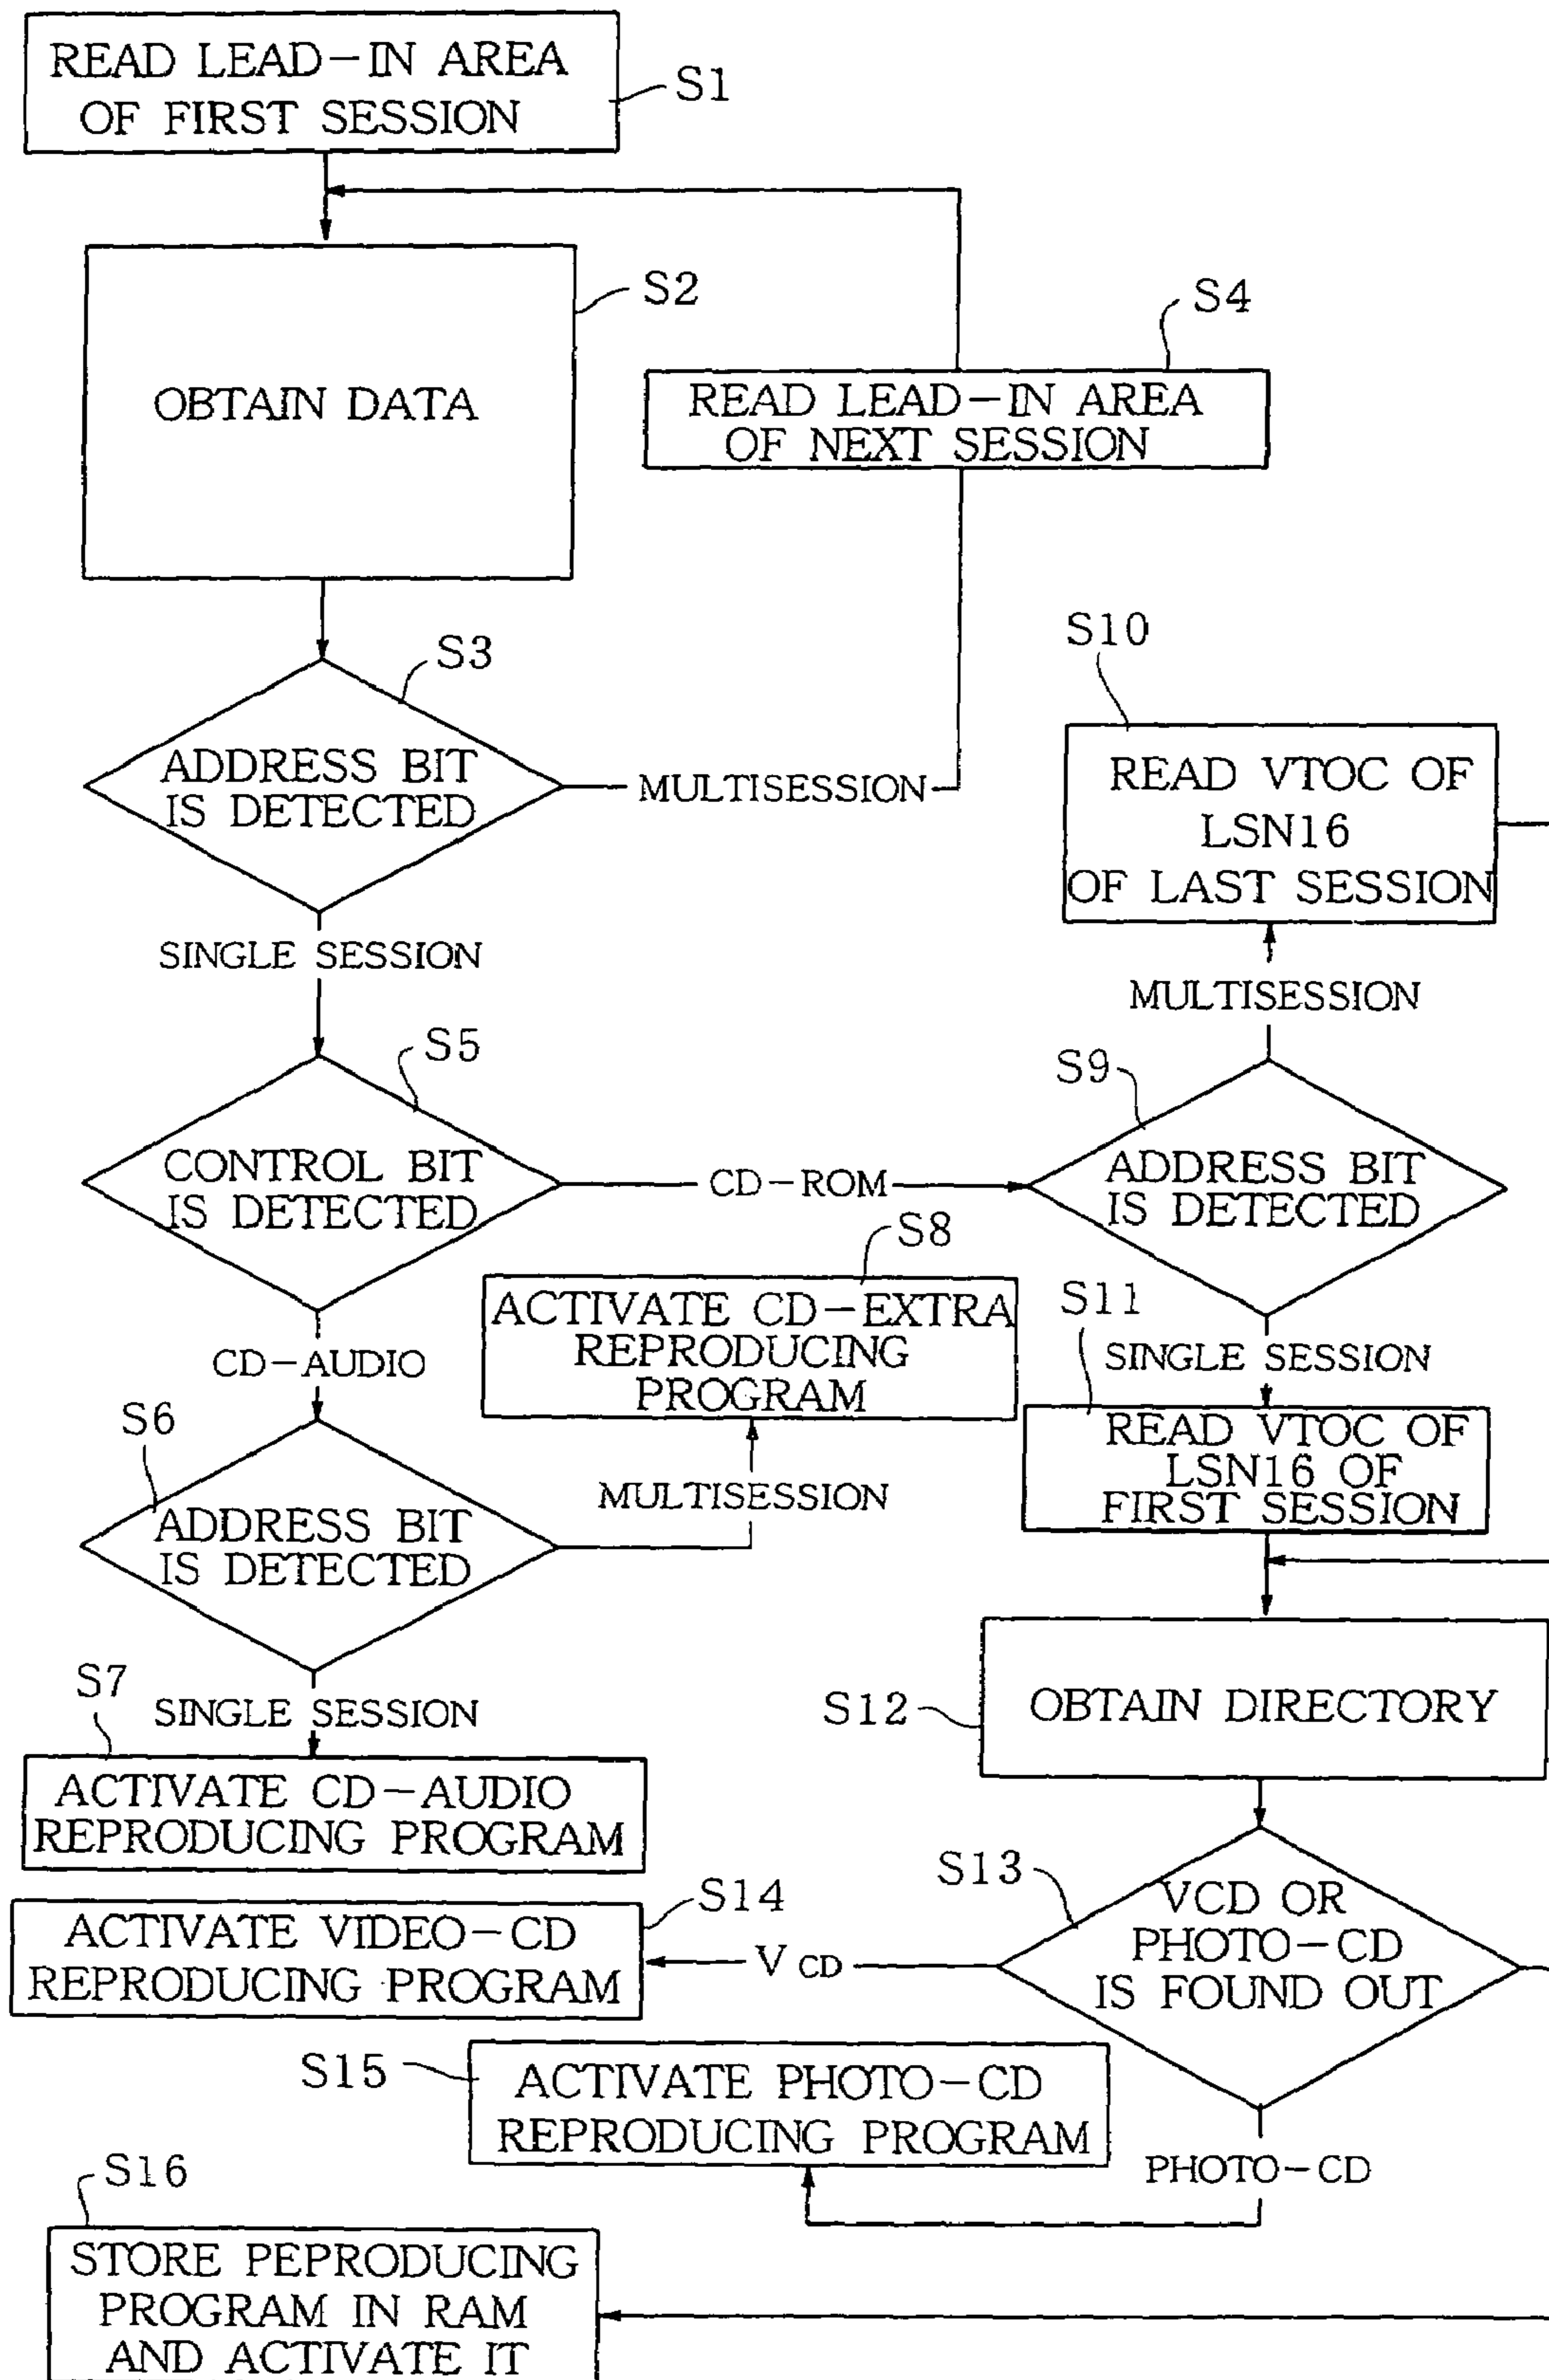 READ LEAD-IN AREA
OF FIRST SESSION
S1
S2
OBTAIN DATA
S4
READ LEAD-IN AREA
OF NEXT SESSION
S3
ADDRESS BIT
IS DETECTED
MULTISESSION
SINGLE SESSION
S10
READ VTOC OF
LSN16
OF LAST SESSION
MULTISESSION
S5
CONTROL BIT
IS DETECTED
CD-ROM
S9
ADDRESS BIT
IS DETECTED
S8
ACTIVATE CD-EXTRA
REPRODUCING
PROGRAM
CD-AUDIO
S11
SINGLE SESSION
READ VTOC OF
LSN16 OF
FIRST SESSION
S6
ADDRESS BIT
IS DETECTED
MULTISESSION
SINGLE SESSION
S7
ACTIVATE CD-AUDIO
REPRODUCING PROGRAM
S12
OBTAIN DIRECTORY
S13
VCD OR
PHOTO-CD
IS FOUND OUT
S14
ACTIVATE VIDEO-CD
REPRODUCING PROGRAM
VCD
S15
ACTIVATE PHOTO-CD
REPRODUCING PROGRAM
PHOTO-CD
S16
STORE PEPRODUCING
PROGRAM IN RAM
AND ACTIVATE IT